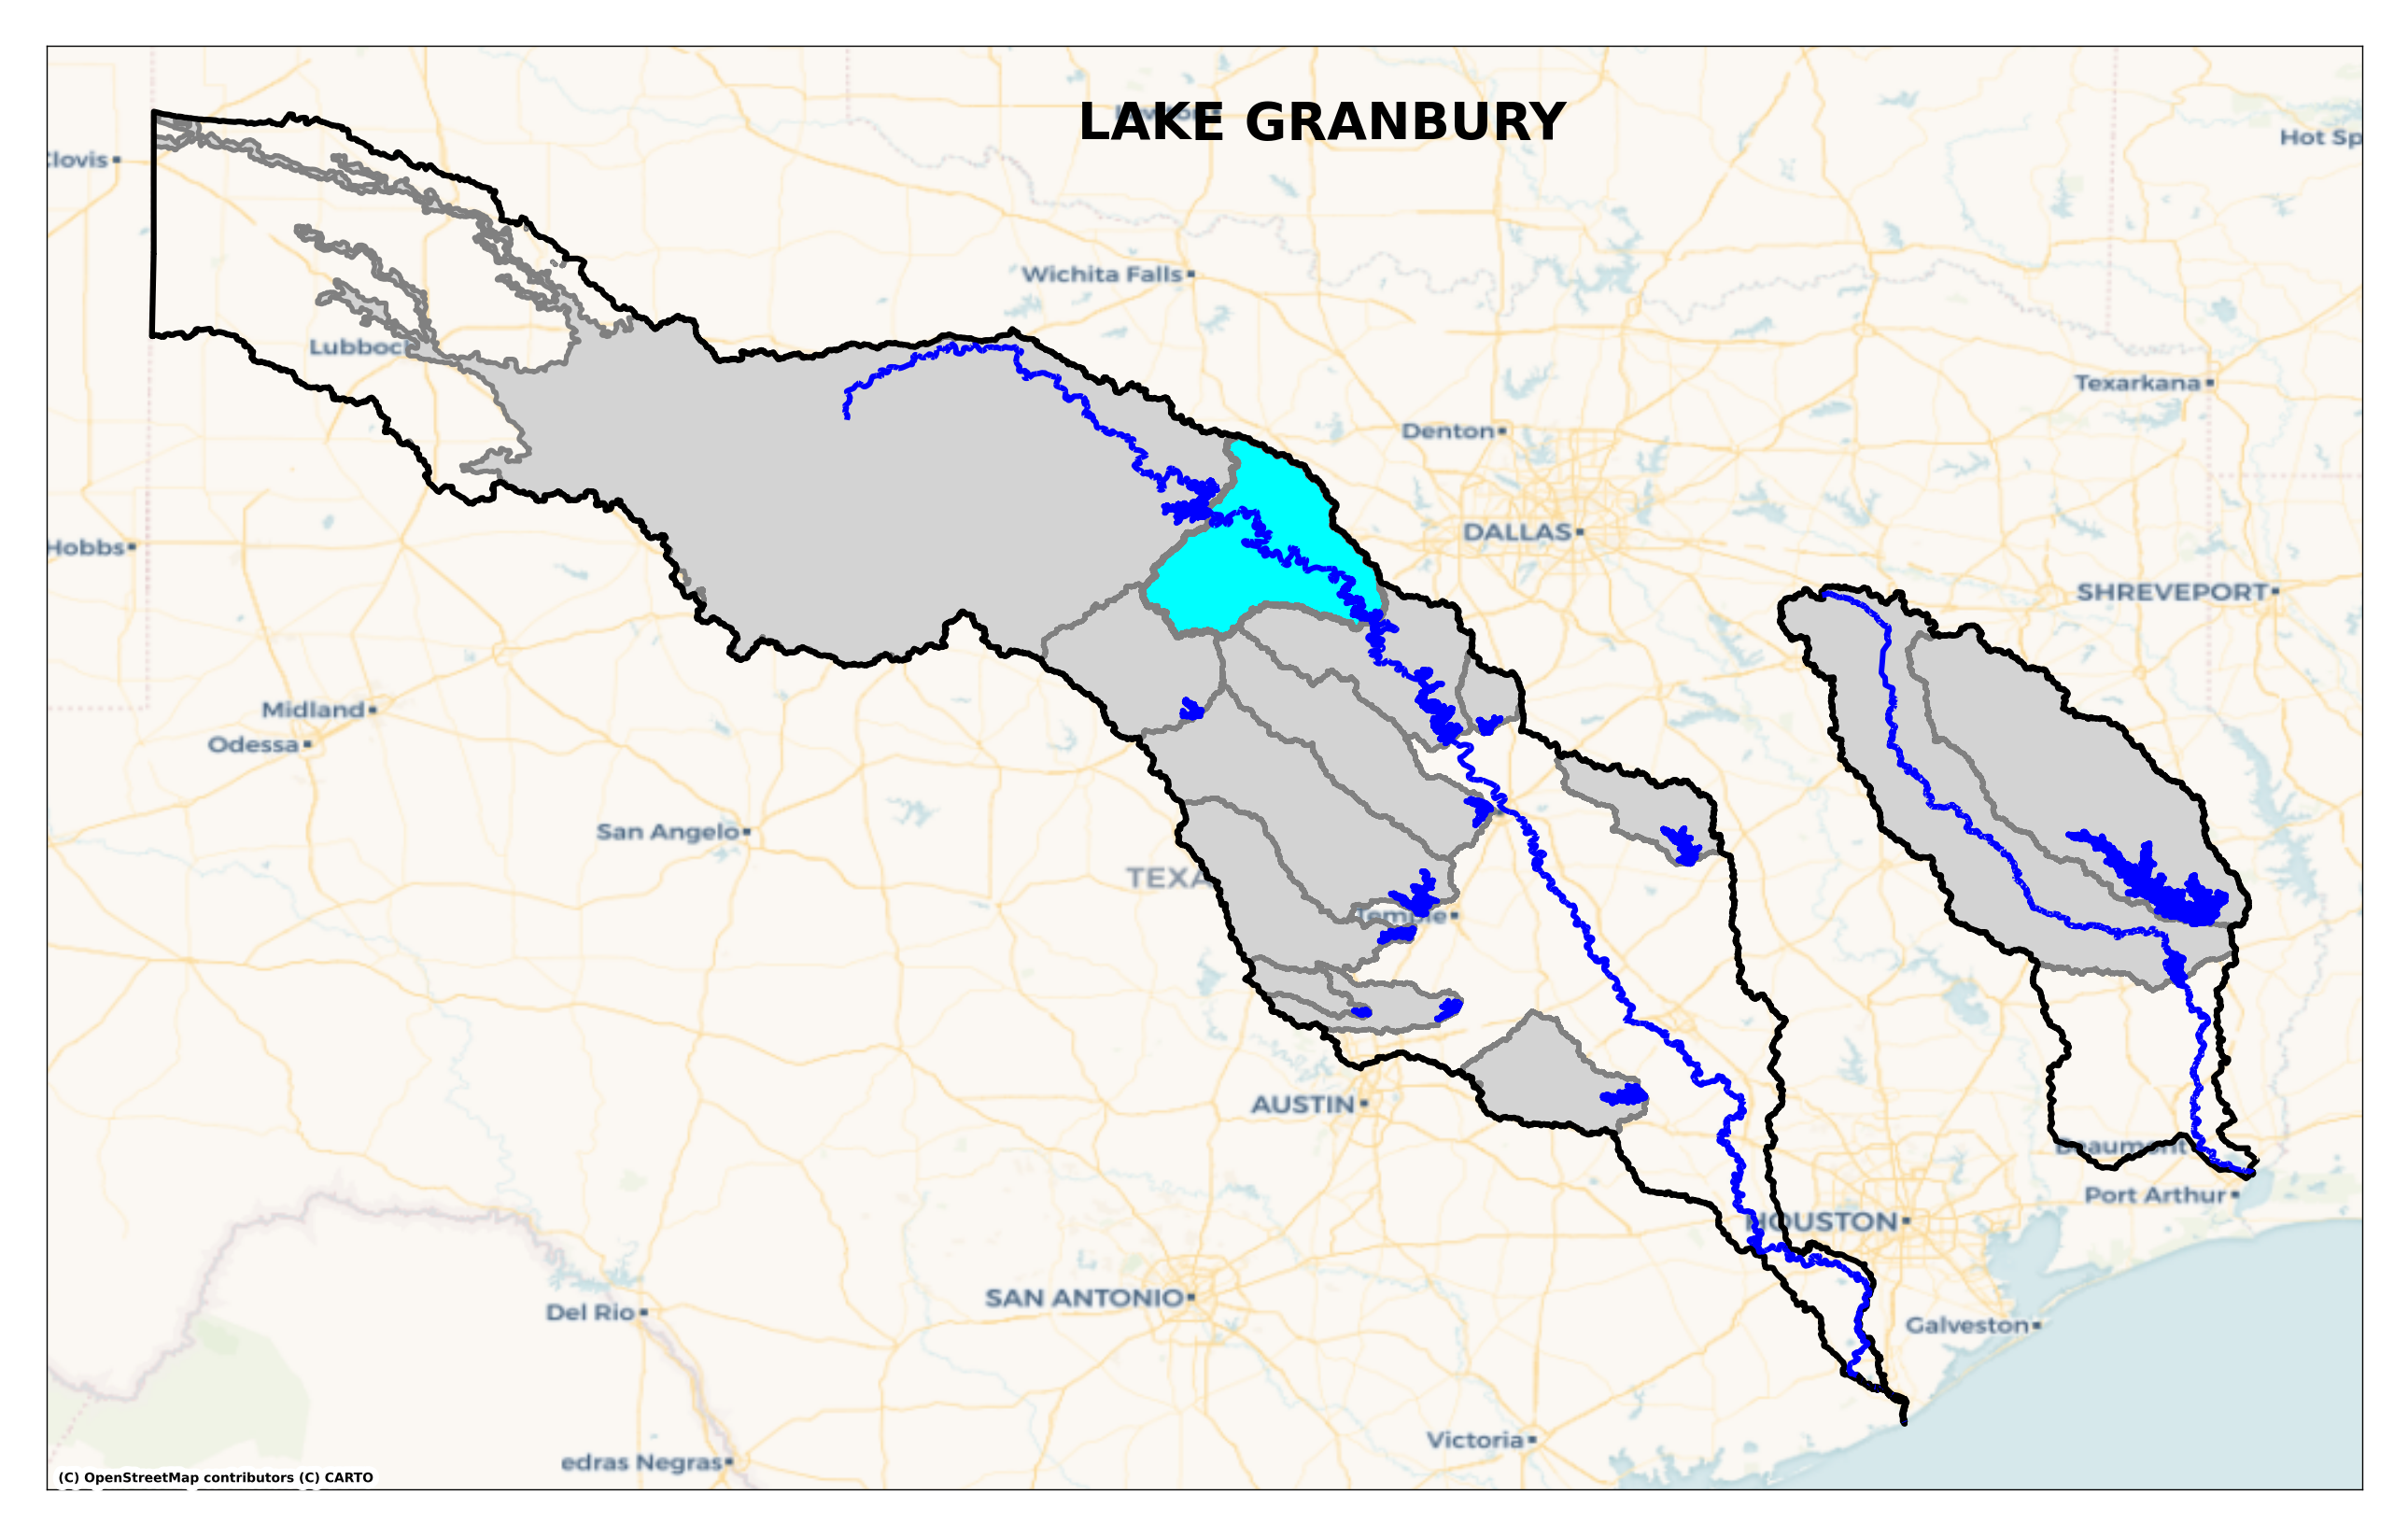 LAKE GRANBURY
Hot Sp
Clovis
Wichita Falls
Lubboc
Texarkana
Denton
DALLAS
Hobbs
SHREVEPORT
Midland
Odessa
San Angelo
TEXA
Temple
AUSTIN
Beaumont
Port Arthur
HOUSTON
SAN ANTONIO
Del Rio
Galveston
Victoria
edras Negras
(C) OpenStreetMap contributors (C) CARTO